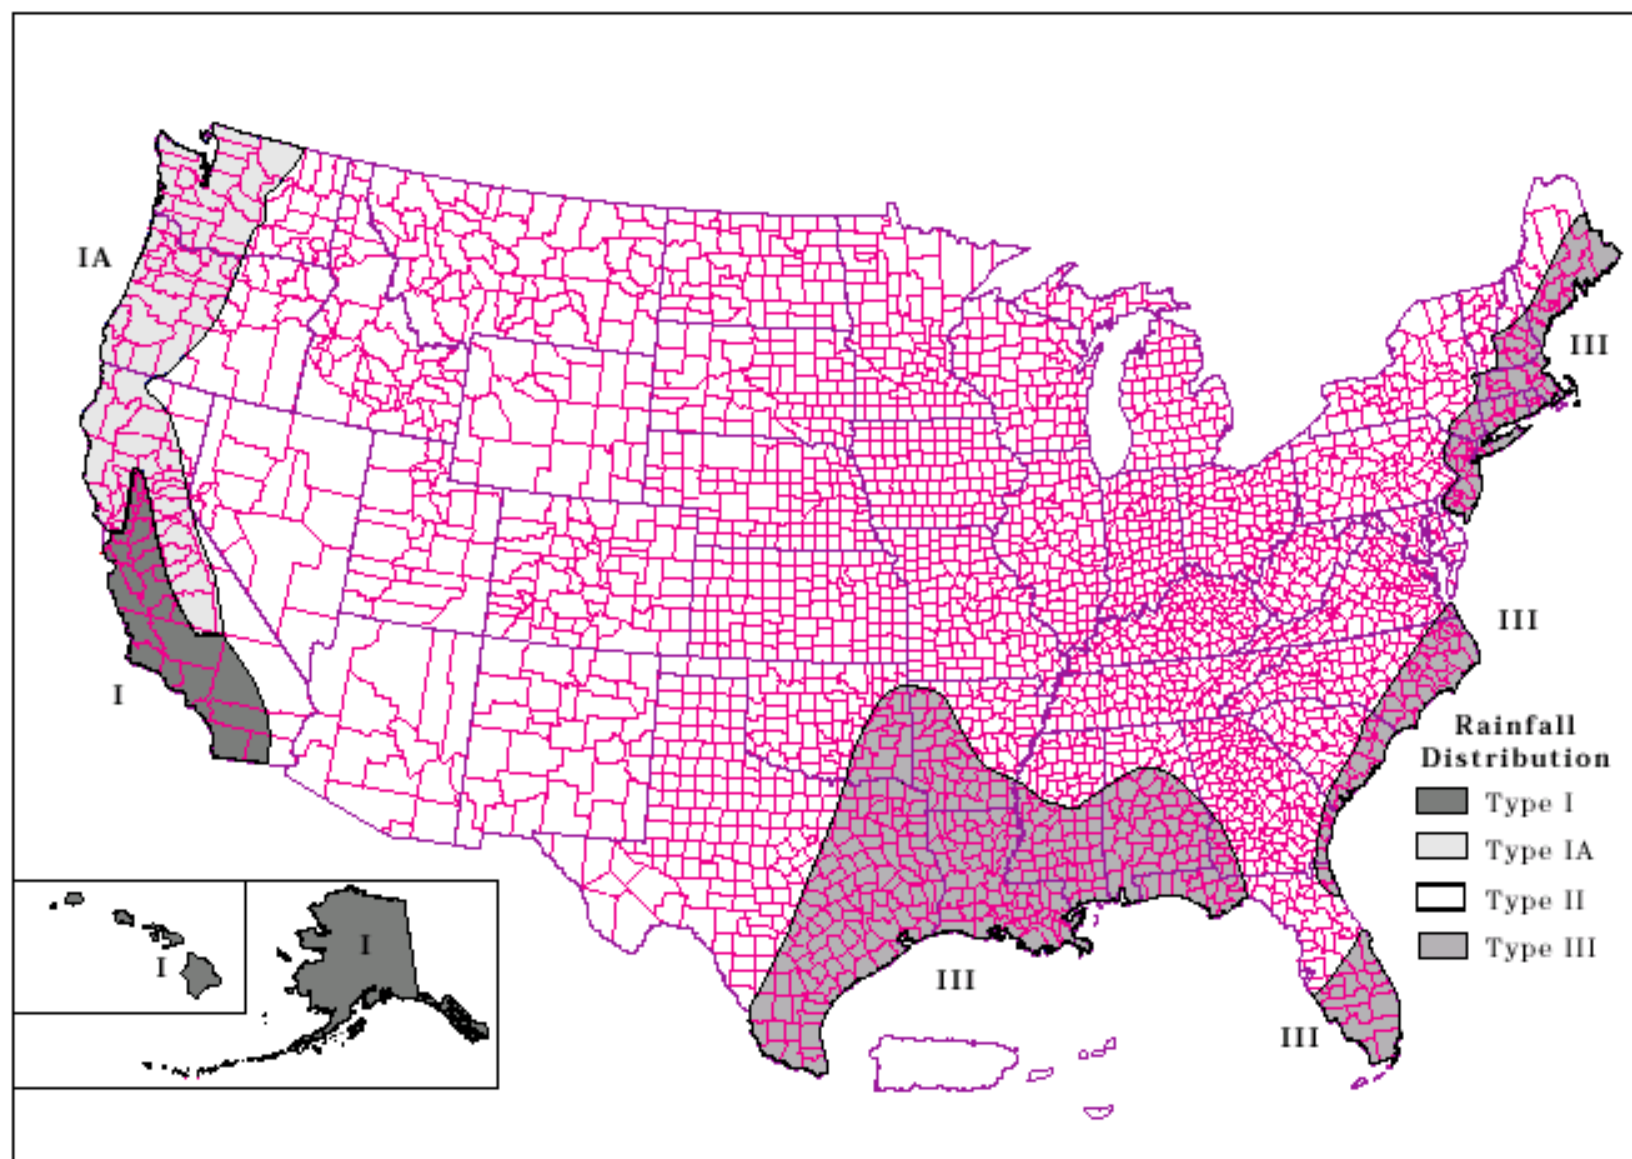 IA
III
III
I
Rainfall
Distribution
Type I
Type IA
Type II
Type III
I
I
III
III